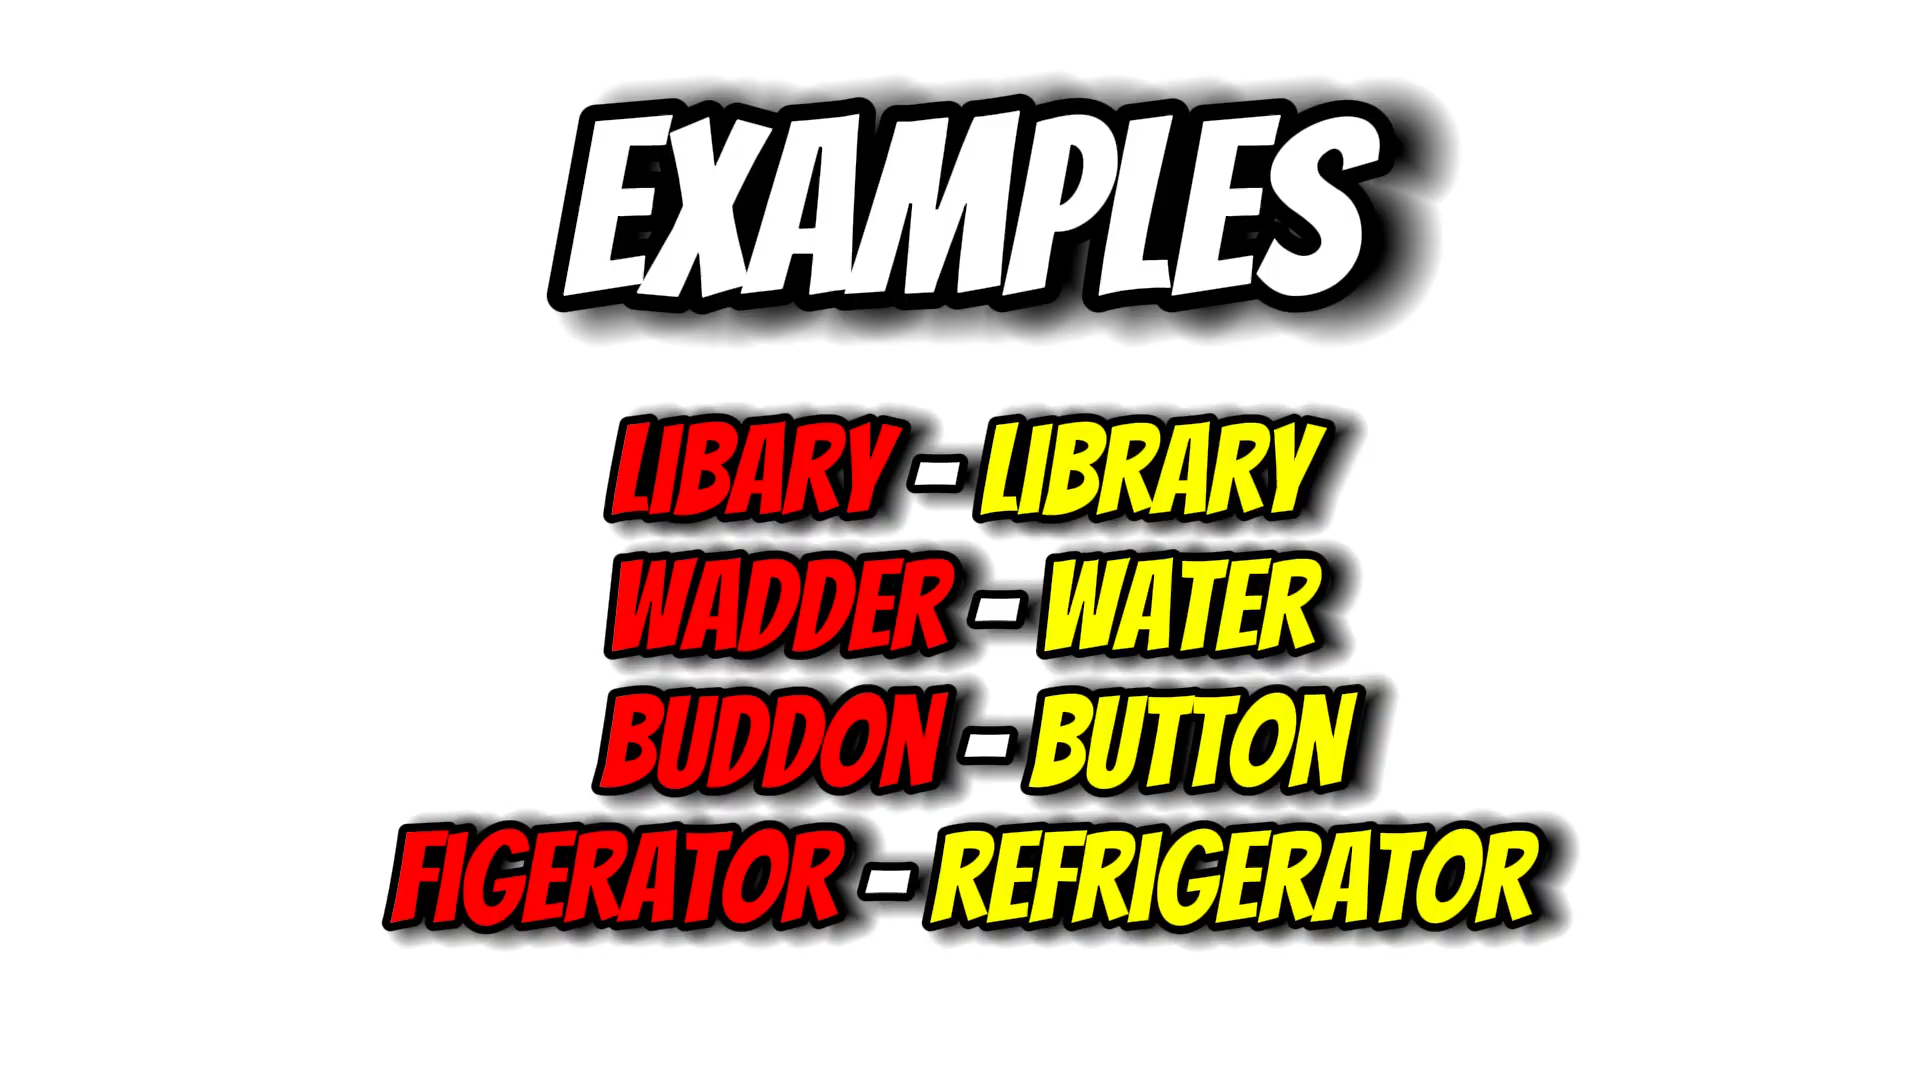 EXAMPLES
LIBARY - LIBRARY
WADDER - WATER
BUDDON - BUTTON
FIGERATOR - REFRIGERATOR